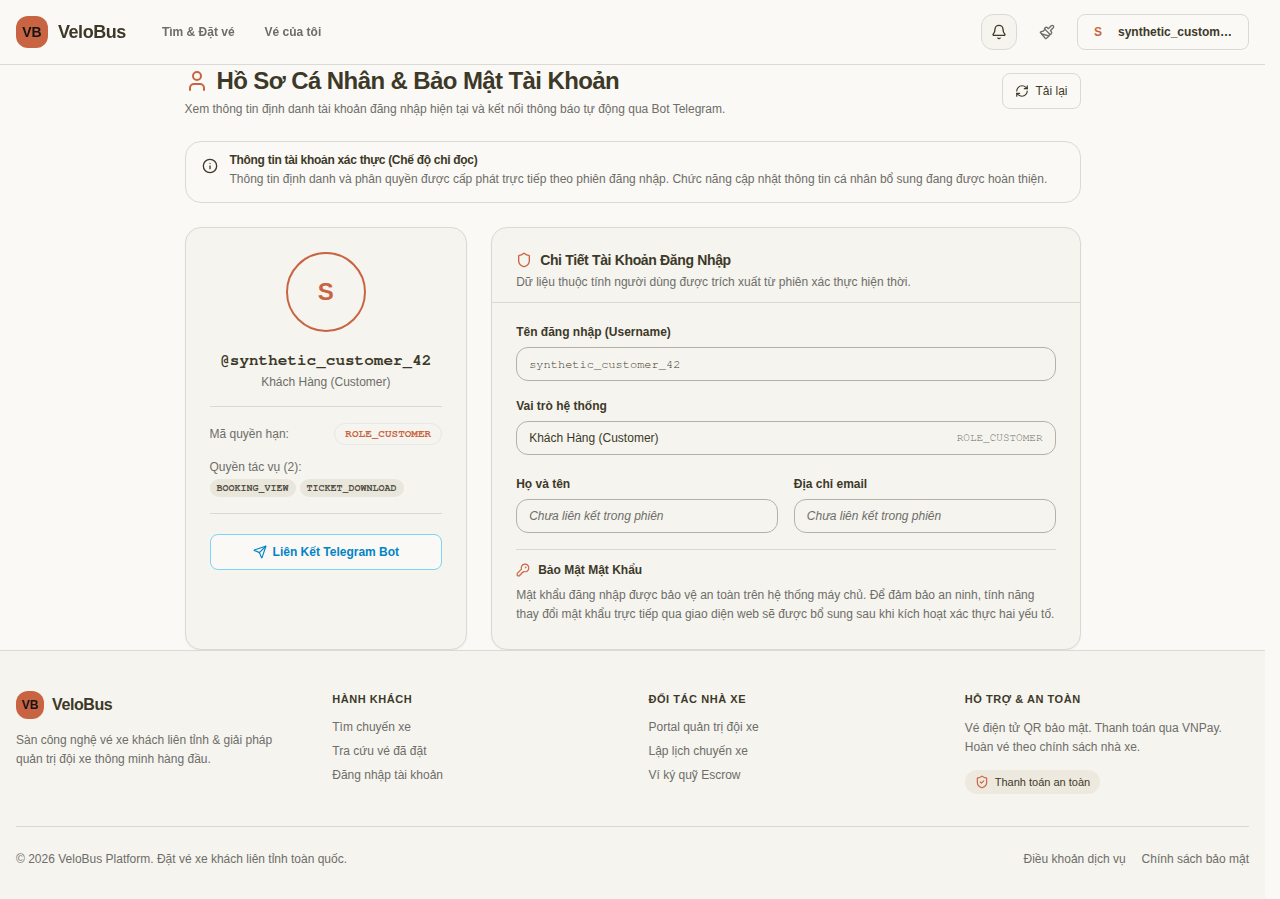 VB VeloBus Tìm & Đặt vé Vé của tôi S synthetic_custom...
Hồ Sơ Cá Nhân & Bảo Mật Tài Khoản
Xem thông tin định danh tài khoản đăng nhập hiện tại và kết nối thông báo tự động qua Bot Telegram.
Tải lại
Thông tin tài khoản xác thực (Chế độ chỉ đọc)
Thông tin định danh và phân quyền được cấp phát trực tiếp theo phiên đăng nhập. Chức năng cập nhật thông tin cá nhân bổ sung đang được hoàn thiện.
S
@synthetic_customer_42
Khách Hàng (Customer)
Mã quyền hạn: ROLE_CUSTOMER
Quyền tác vụ (2):
BOOKING_VIEW TICKET_DOWNLOAD
Liên Kết Telegram Bot
Chi Tiết Tài Khoản Đăng Nhập
Dữ liệu thuộc tính người dùng được trích xuất từ phiên xác thực hiện thời.
Tên đăng nhập (Username)
synthetic_customer_42
Vai trò hệ thống
Khách Hàng (Customer) ROLE_CUSTOMER
Họ và tên Địa chỉ email
Chưa liên kết trong phiên Chưa liên kết trong phiên
Bảo Mật Mật Khẩu
Mật khẩu đăng nhập được bảo vệ an toàn trên hệ thống máy chủ. Để đảm bảo an ninh, tính năng
thay đổi mật khẩu trực tiếp qua giao diện web sẽ được bổ sung sau khi kích hoạt xác thực hai yếu tố.
VB VeloBus
Sàn công nghệ vé xe khách liên tỉnh & giải pháp
quản trị đội xe thông minh hàng đầu.
HÀNH KHÁCH
Tìm chuyến xe
Tra cứu vé đã đặt
Đăng nhập tài khoản
ĐỐI TÁC NHÀ XE
Portal quản trị đội xe
Lập lịch chuyến xe
Ví ký quỹ Escrow
HỖ TRỢ & AN TOÀN
Vé điện tử QR bảo mật. Thanh toán qua VNPay.
Hoàn vé theo chính sách nhà xe.
Thanh toán an toàn
© 2026 VeloBus Platform. Đặt vé xe khách liên tỉnh toàn quốc.
Điều khoản dịch vụ Chính sách bảo mật